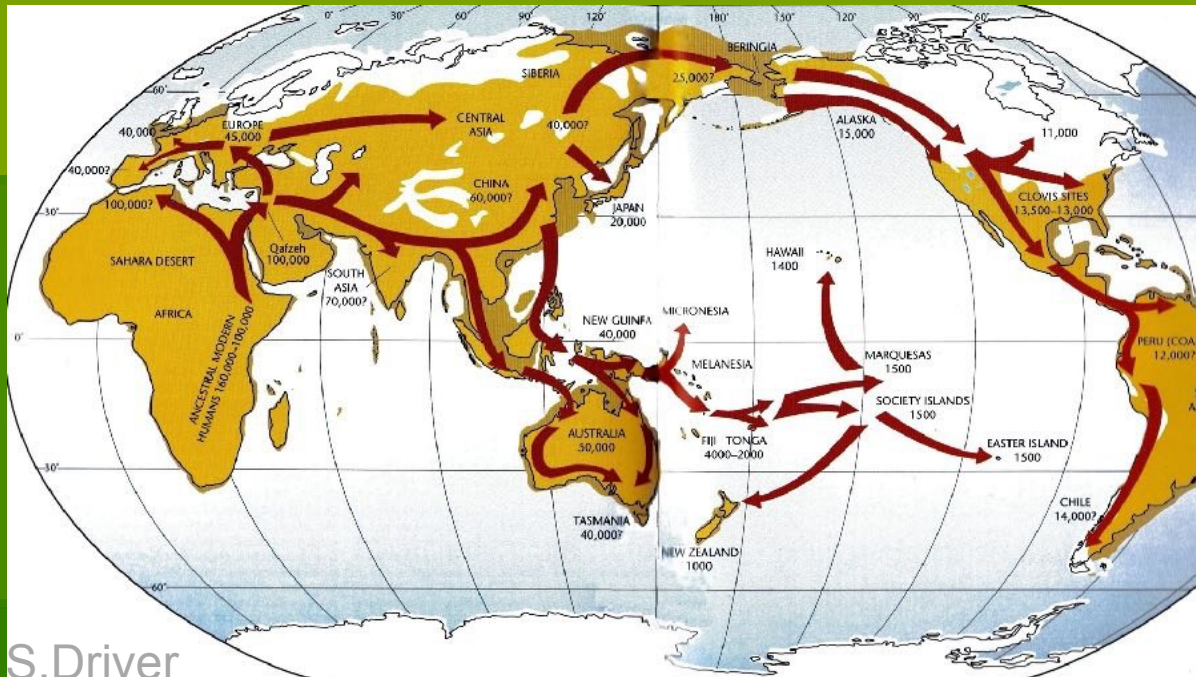 0°
30°
120°
180°
150°
120°
90°
60°
BERINGIA
SIBERIA
25,000?
60°
40,000
EUROPE
45,000
CENTRAL
ASIA
40,000?
ALASKA
15,000
11,000
40,000?
CHINA
60,000?
100,000?
30°
JAPAN
20,000
CLOVIS SITES
13,500–13,000
Qafzeh
100,000
SAHARA DESERT
SOUTH
ASIA
70,000?
HAWAII
1400
AFRICA
ANCESTRAL MODERN
HUMANS 160,000–100,000
0°
NEW GUINEA
40,000
MICRONESIA
MELANESIA
MARQUESAS
1500
PERU (COA
12,000?
SOCIETY ISLANDS
1500
AUSTRALIA
50,000
FIJI TONGA
4000–2000
EASTER ISLAND
1500
30°
TASMANIA
40,000?
CHILE
14,000?
NEW ZEALAND
1000
60°
S.Driver